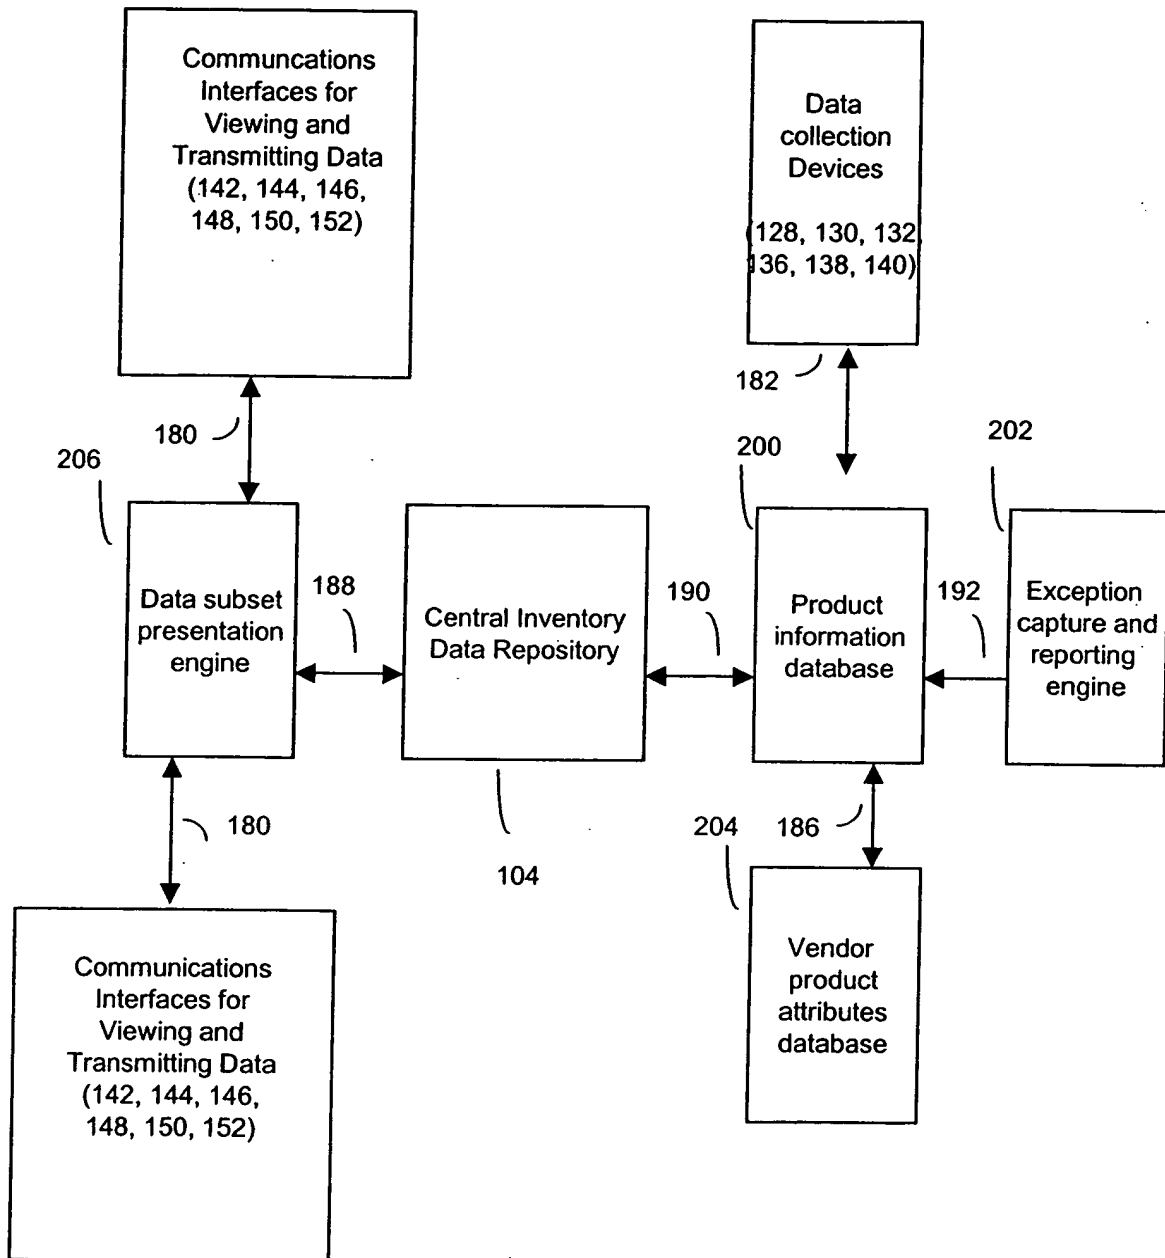 Communcations
Interfaces for
Viewing and
Transmitting Data
(142, 144, 146,
148, 150, 152)
Data
collection
Devices
(128, 130, 132
136, 138, 140)
182
180
206
200
202
Data subset
presentation
engine
188
Central Inventory
Data Repository
190
Product
information
database
192
Exception
capture and
reporting
engine
180
104
204
186
Communications
Interfaces for
Viewing and
Transmitting Data
(142, 144, 146,
148, 150, 152)
Vendor
product
attributes
database